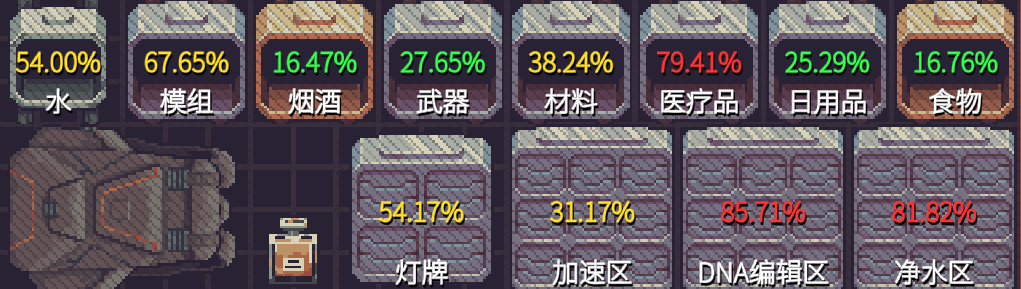 54.00% 67.65% 16.47% 27.65% 38.24% 79.41% 25.29% 16.76%
水 模组 烟酒 武器 材料 医疗品 日用品 食物
54.17% 31.17% 85.71% 81.82%
灯牌 加速区 DNA编辑区 净水区